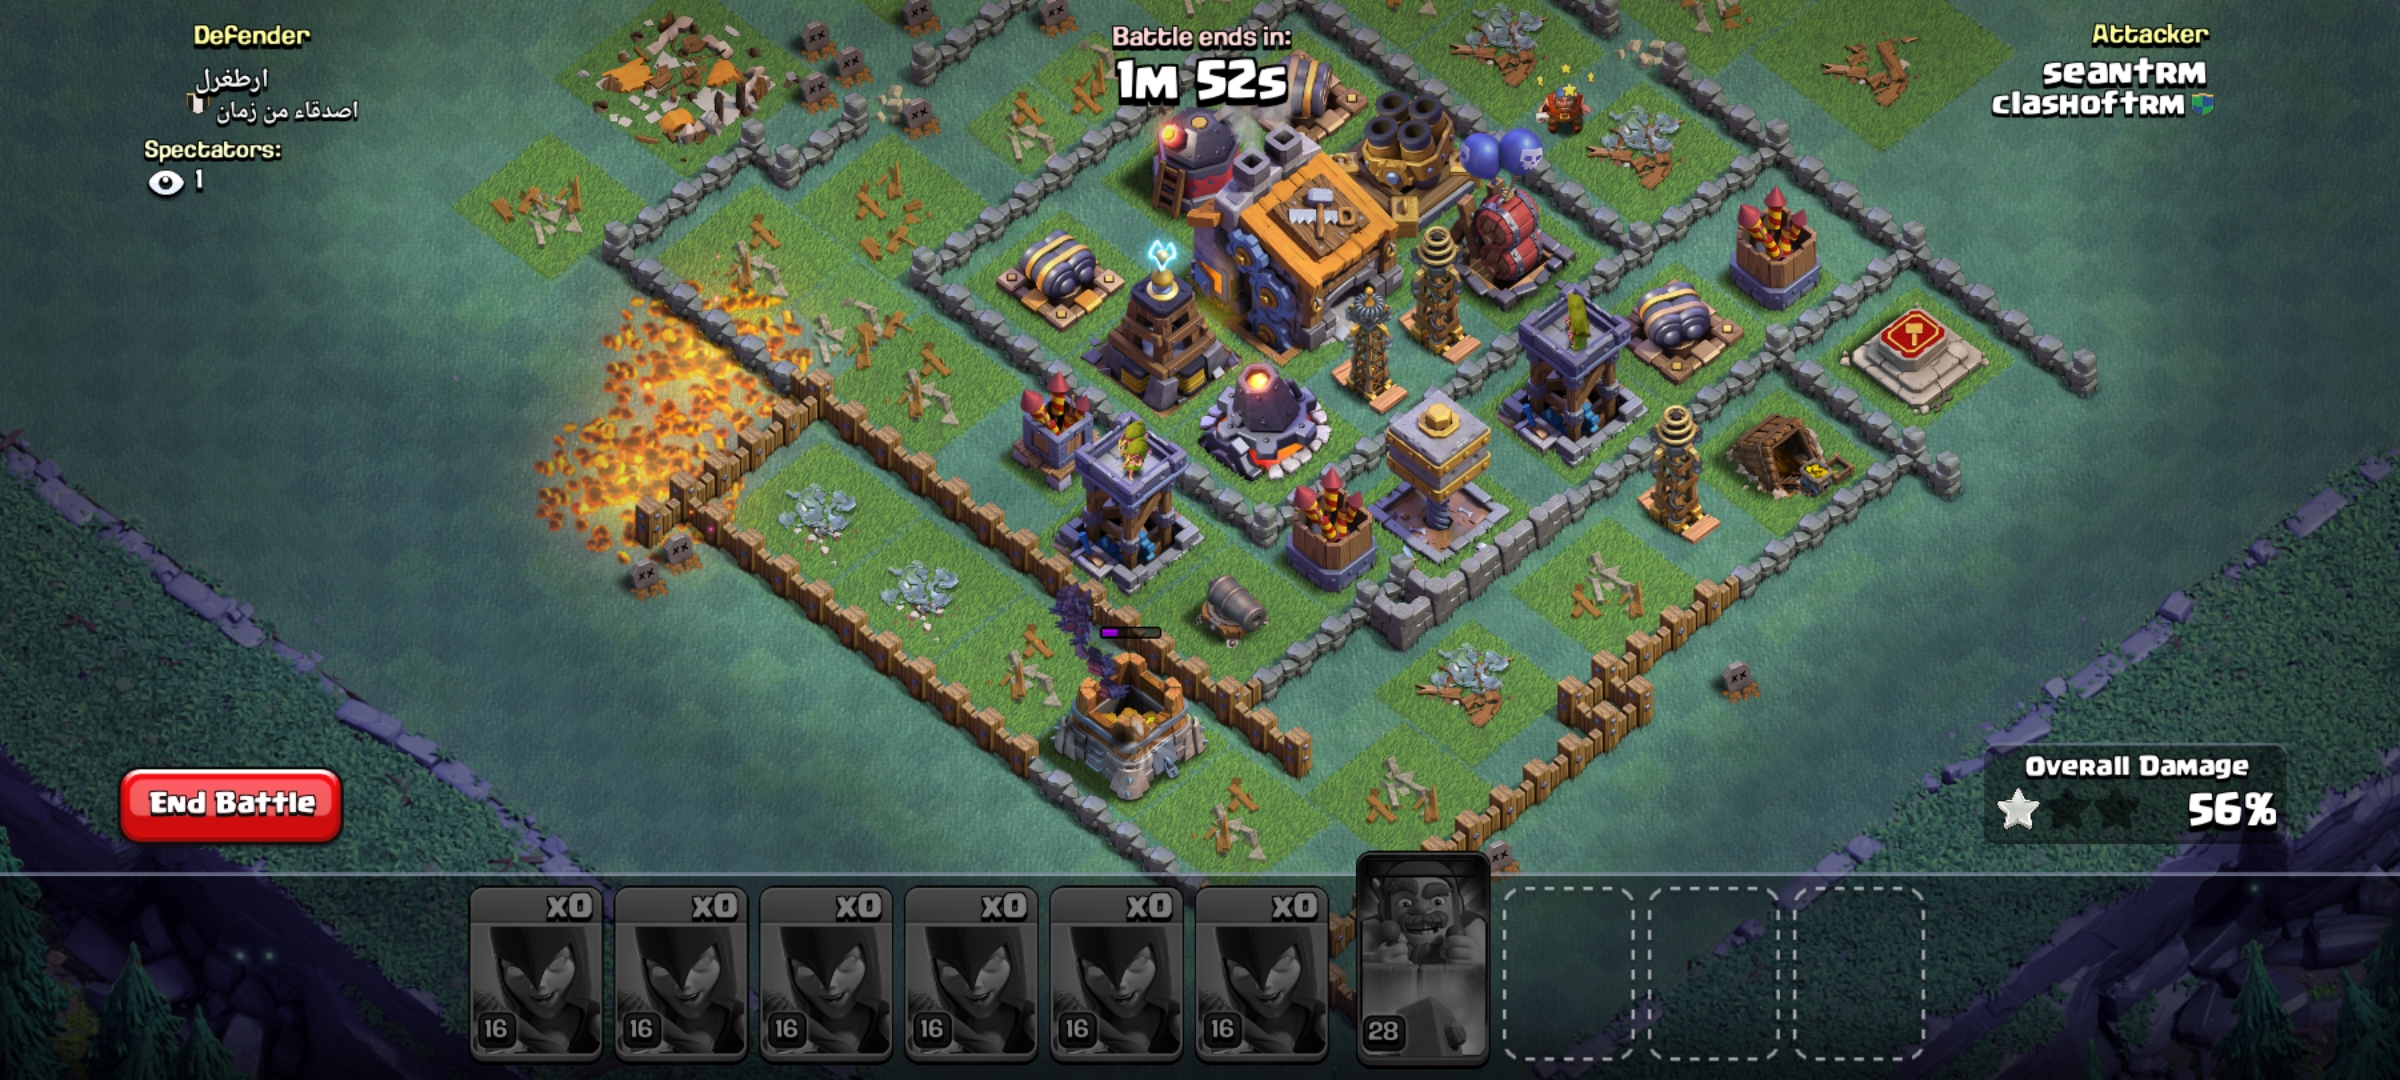 Defender
ارطغرل
اصدقاء من زمان
Spectators:
1
Battle ends in:
1M 52s
Attacker
seantRM
clashoftRM
End Battle
Overall Damage
56%
x0 x0 x0 x0 x0 x0
16 16 16 16 16 16 28